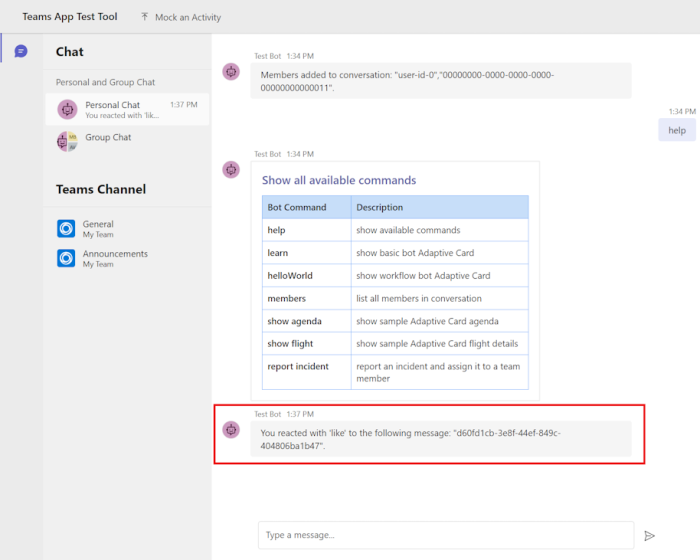 Teams App Test Tool
Mock an Activity
Chat
Personal and Group Chat
Personal Chat 1:37 PM
You reacted with 'lik...
Group Chat
Teams Channel
General
My Team
Announcements
My Team
Test Bot 1:34 PM
Members added to conversation: "user-id-0","00000000-0000-0000-0000-
00000000000011".
1:34 PM
help
Test Bot 1:34 PM
Show all available commands
Bot Command Description
help show available commands
learn show basic bot Adaptive Card
helloWorld show workflow bot Adaptive Card
members list all members in conversation
show agenda show sample Adaptive Card agenda
show flight show sample Adaptive Card flight details
report incident report an incident and assign it to a team
member
Test Bot 1:37 PM
You reacted with 'like' to the following message: "d60fd1cb-3e8f-44ef-849c-
404806ba1b47".
Type a message...